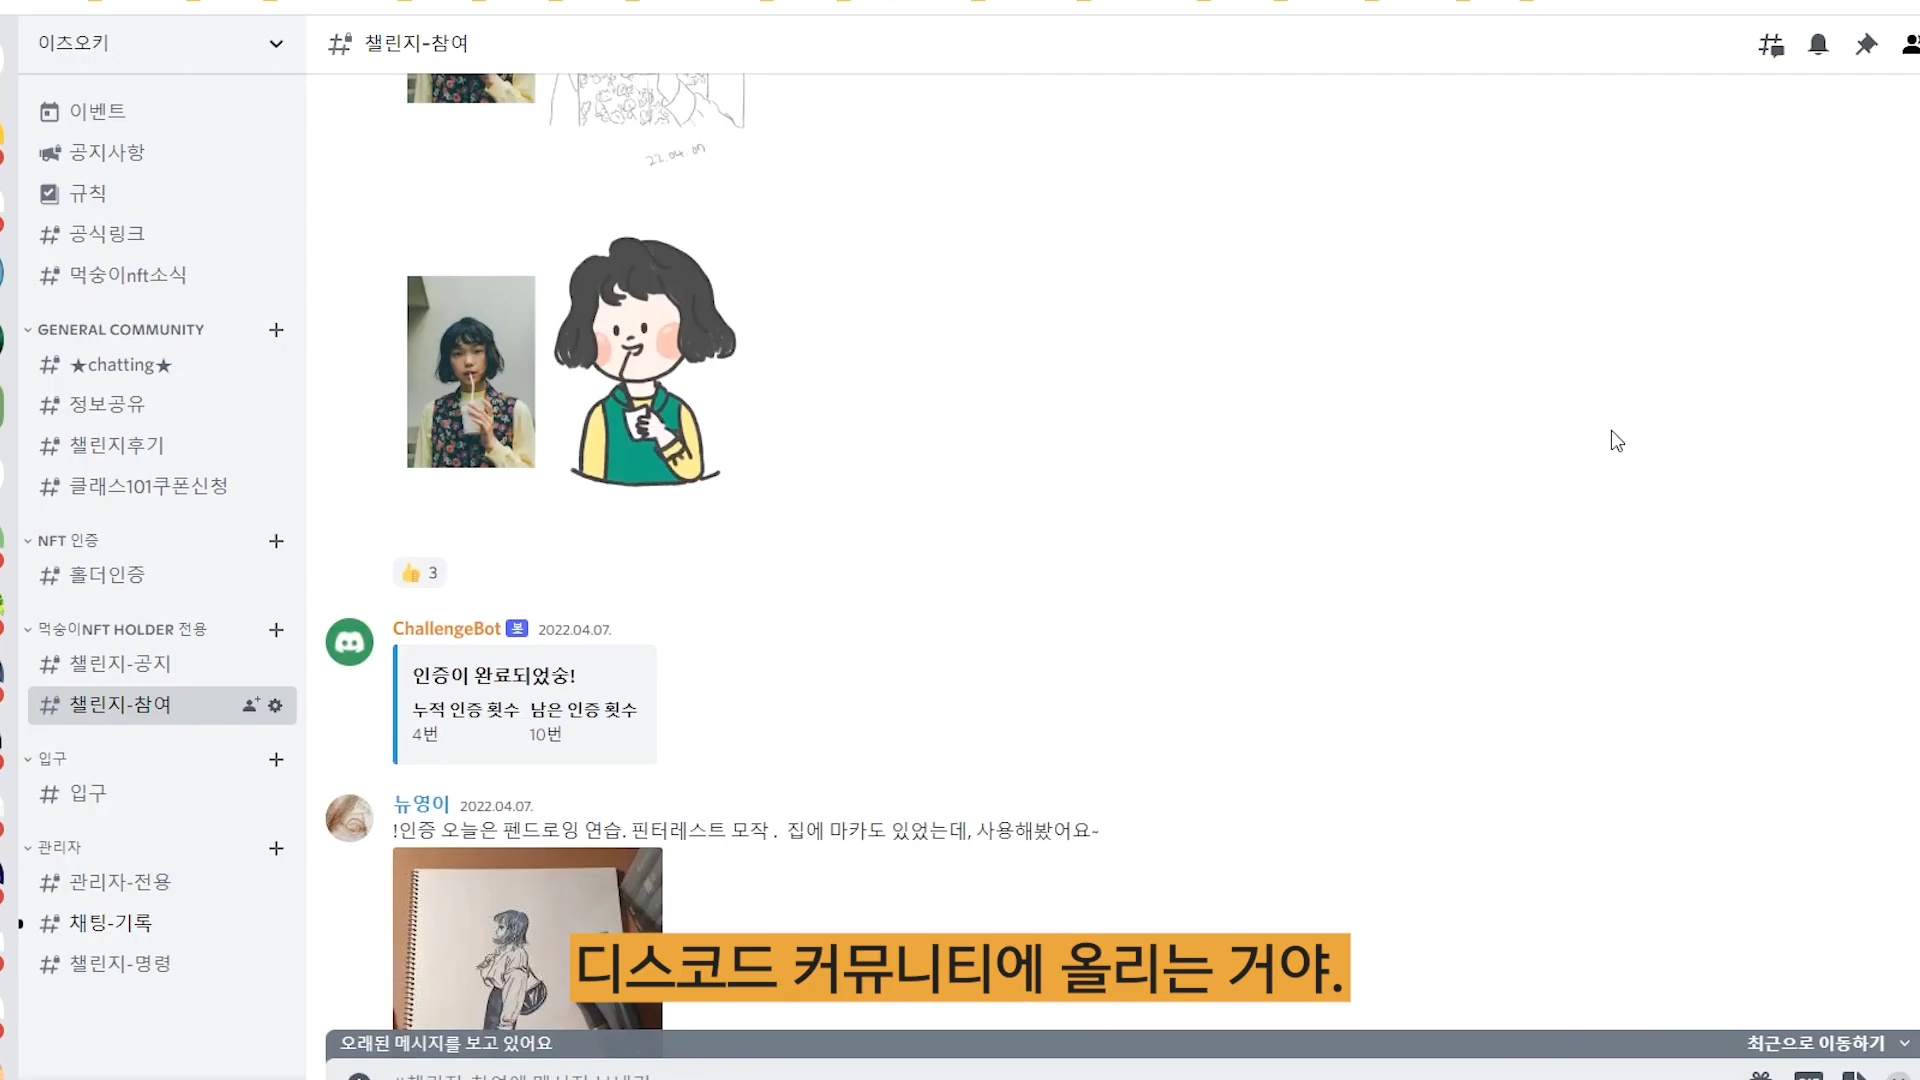 이츠오키
챌린지-참여
이벤트
공지사항
규칙
공식링크
먹숭이nft소식
GENERAL COMMUNITY
★chatting★
정보공유
챌린지후기
클래스101쿠폰신청
NFT 인증
홀더인증
먹숭이NFT HOLDER 전용
챌린지-공지
챌린지-참여
입구
입구
관리자
관리자-전용
채팅-기록
챌린지-명령
22.04.07
3
ChallengeBot 봇 2022.04.07.
인증이 완료되었숭!
누적 인증 횟수 남은 인증 횟수
4번 10번
뉴영이 2022.04.07.
!인증 오늘은 펜드로잉 연습. 핀터레스트 모작 . 집에 마카도 있었는데, 사용해봤어요~
디스코드 커뮤니티에 올리는 거야.
오래된 메시지를 보고 있어요 최근으로 이동하기